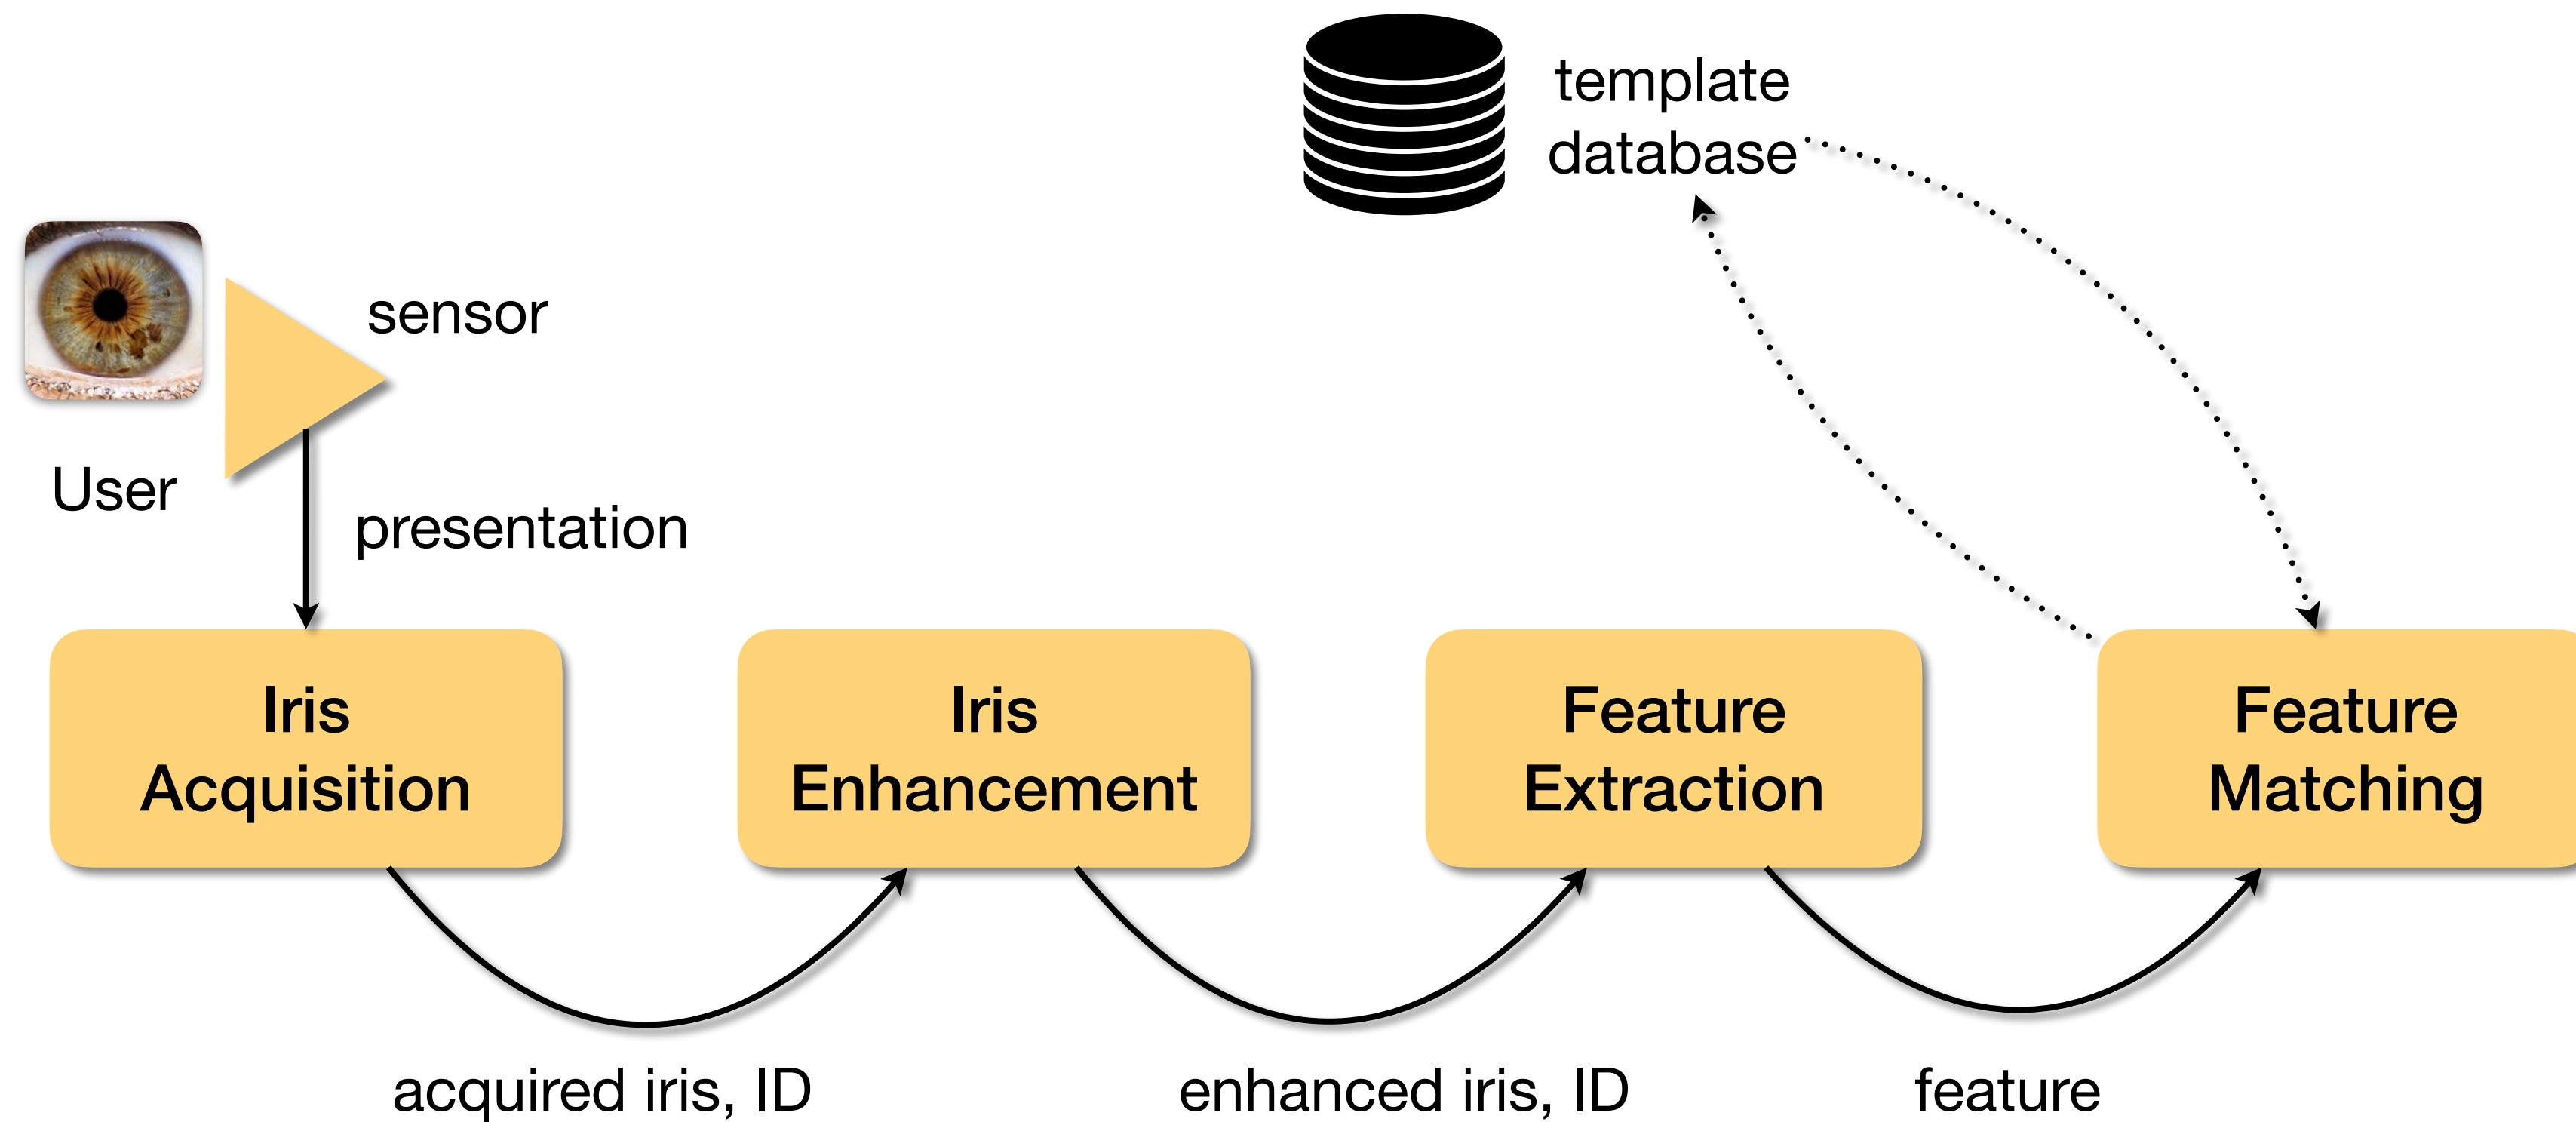 template
database
sensor
User
presentation
Iris
Acquisition
Iris
Enhancement
Feature
Extraction
Feature
Matching
acquired iris, ID
enhanced iris, ID
feature